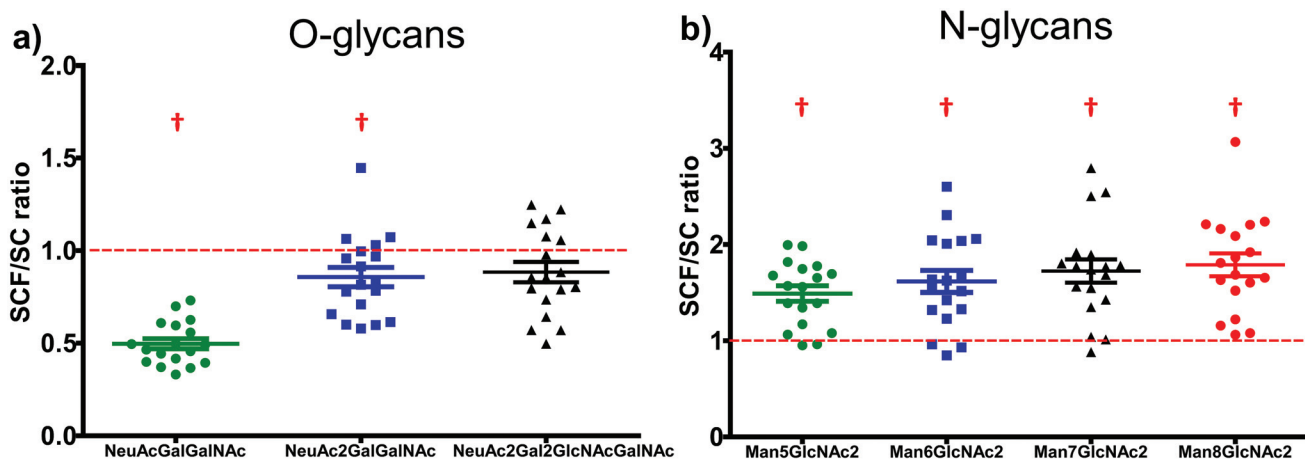 a)
O-glycans
SCF/SC ratio
2.0
1.5
1.0
0.5
0.0
†
†
NeuAcGalGalNAc
NeuAc2GalGalNAc
NeuAc2Gal2GlcNAcGalNAc
b)
N-glycans
SCF/SC ratio
4
3
2
1
0
†
†
†
†
Man5GlcNAc2
Man6GlcNAc2
Man7GlcNAc2
Man8GlcNAc2